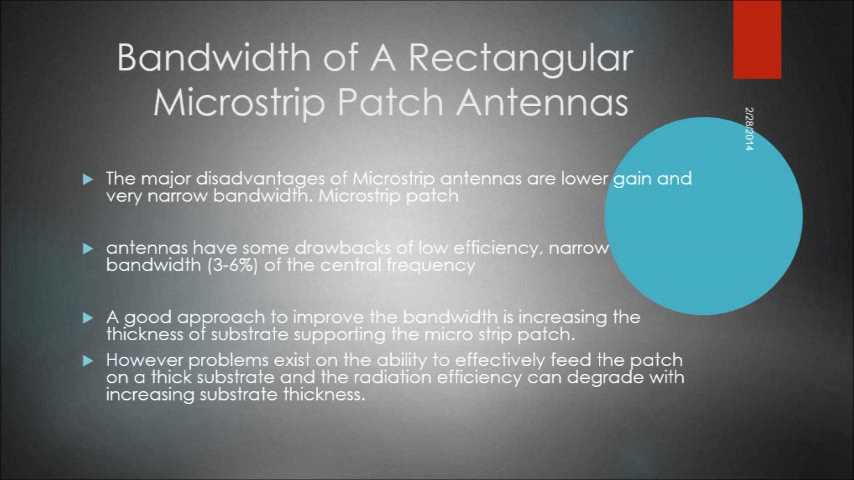 Bandwidth of A Rectangular
Microstrip Patch Antennas
2/28/2014
The major disadvantages of Microstrip antennas are lower gain and
very narrow bandwidth. Microstrip patch
antennas have some drawbacks of low efficiency, narrow
bandwidth (3-6%) of the central frequency
A good approach to improve the bandwidth is increasing the
thickness of substrate supporting the micro strip patch.
However problems exist on the ability to effectively feed the patch
on a thick substrate and the radiation efficiency can degrade with
increasing substrate thickness.